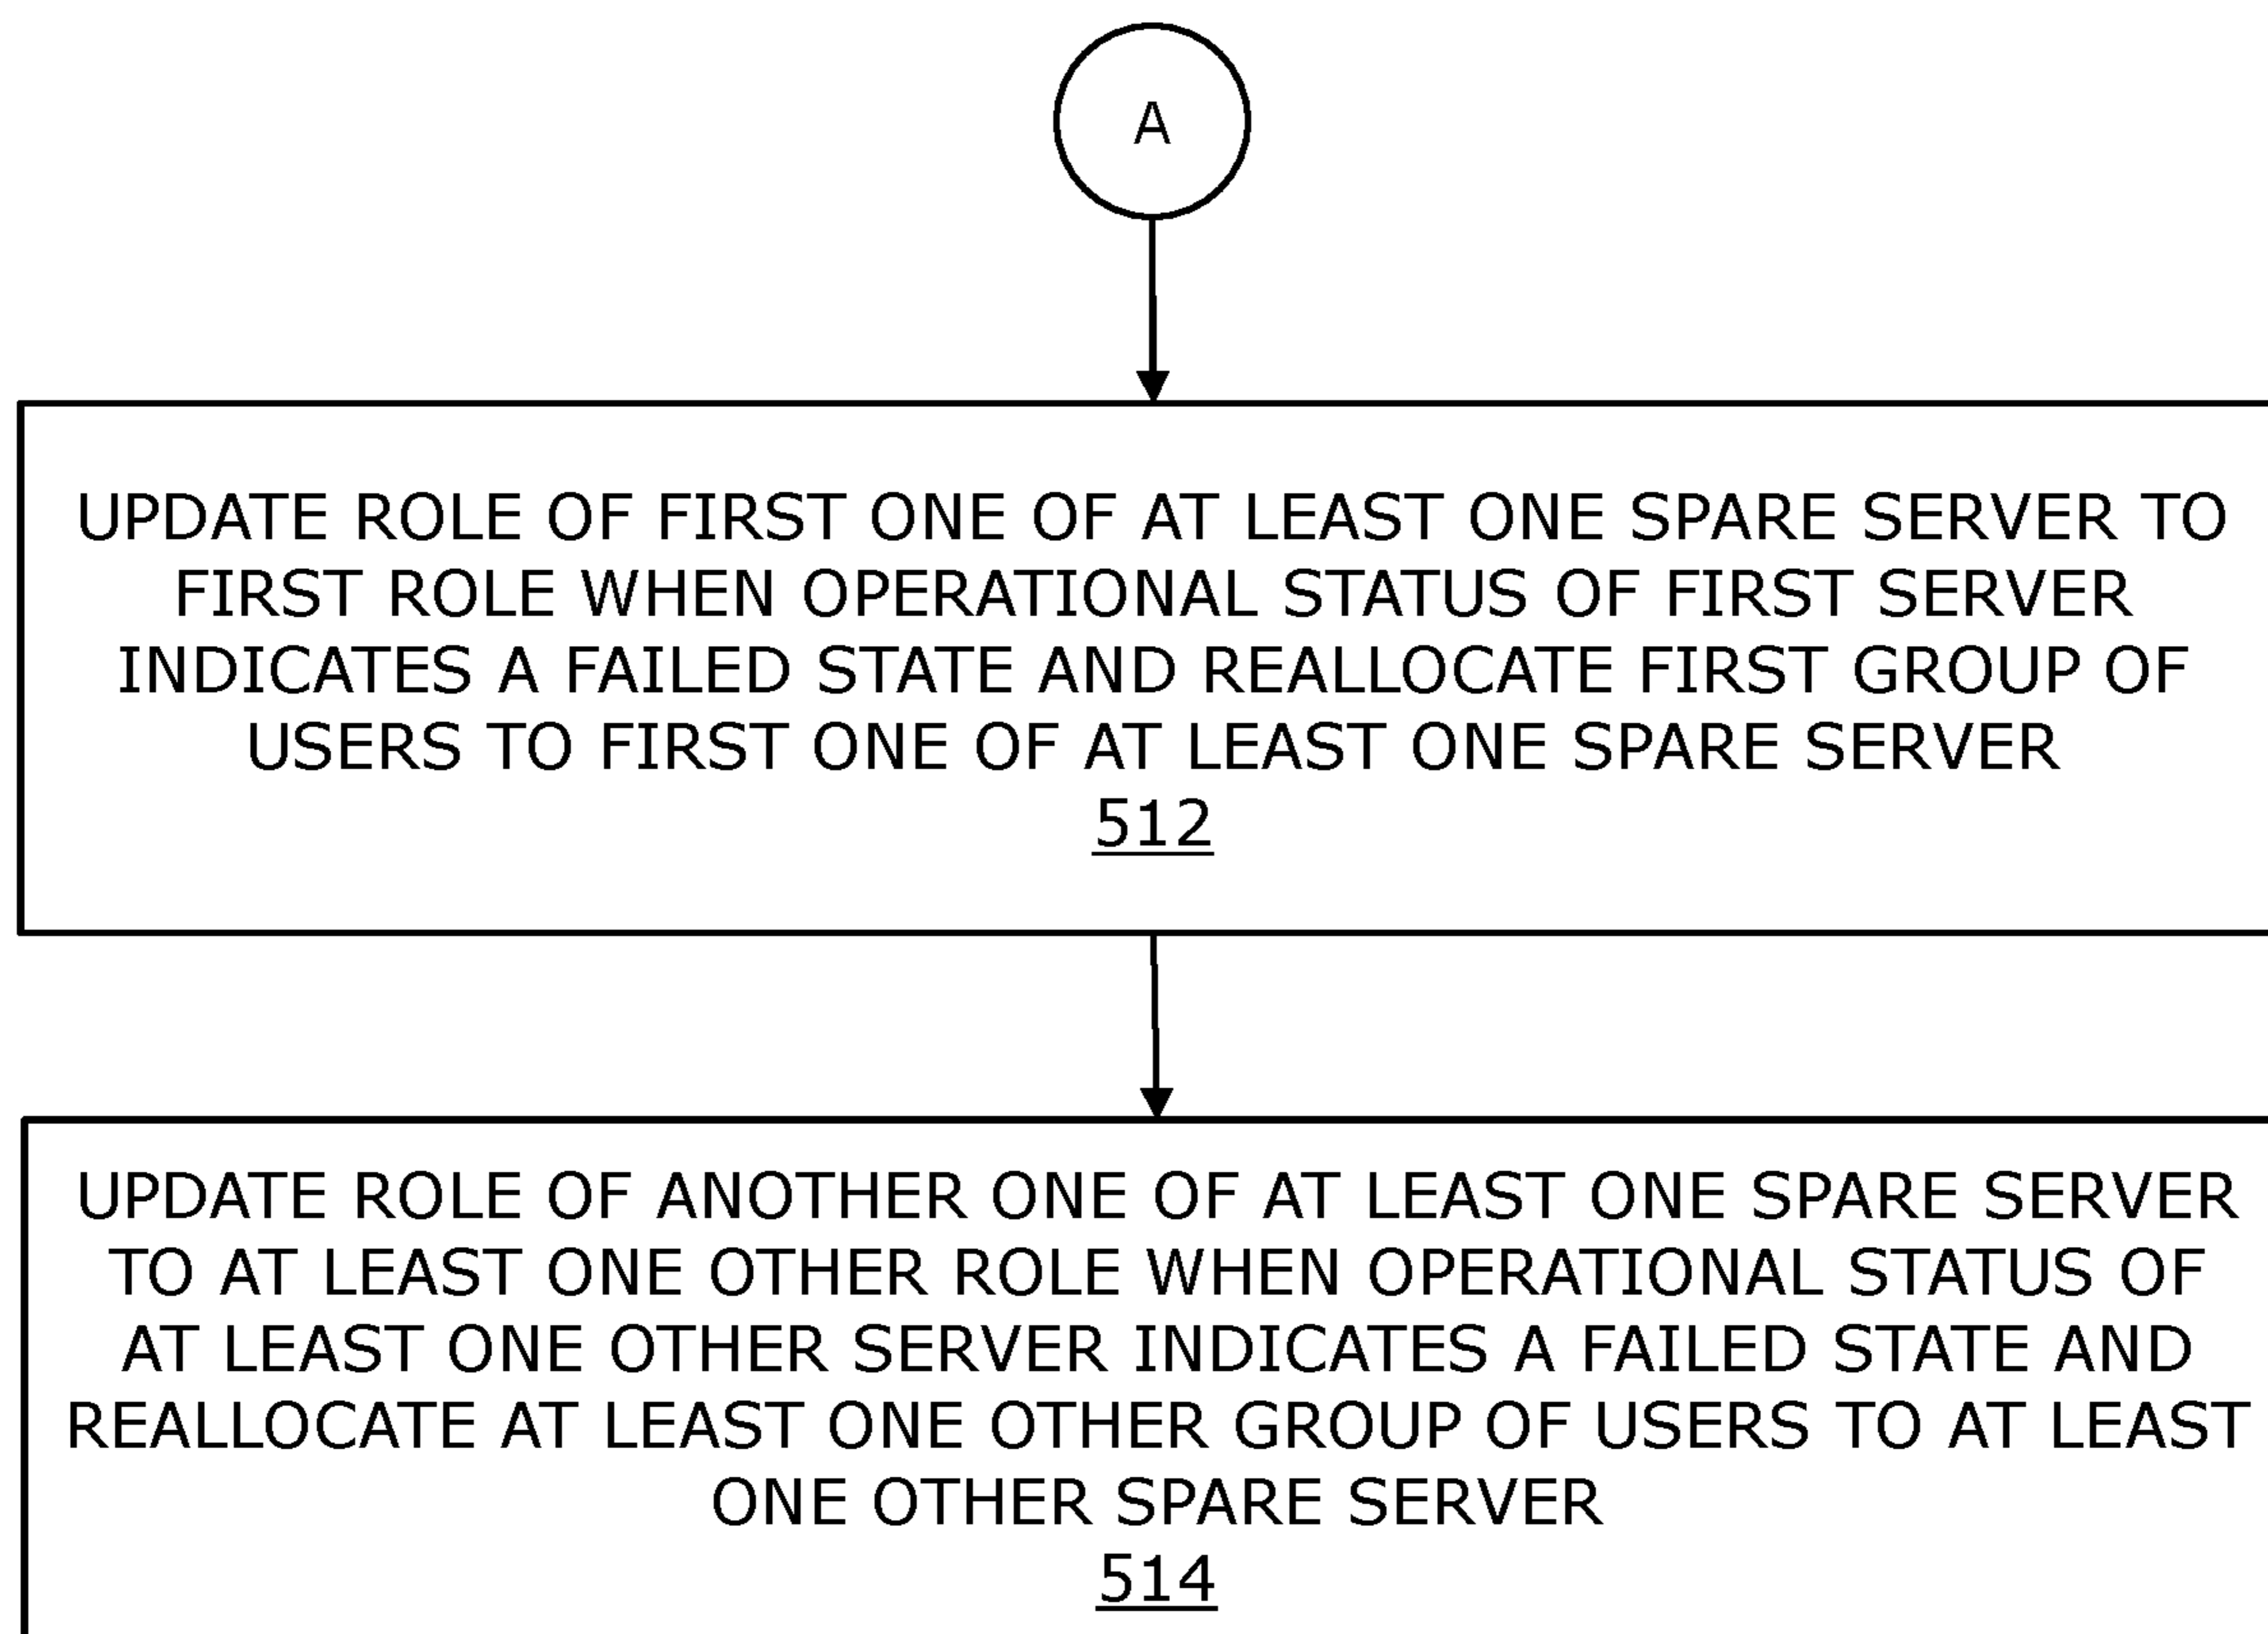 A
UPDATE ROLE OF FIRST ONE OF AT LEAST ONE SPARE SERVER TO
FIRST ROLE WHEN OPERATIONAL STATUS OF FIRST SERVER
INDICATES A FAILED STATE AND REALLOCATE FIRST GROUP OF
USERS TO FIRST ONE OF AT LEAST ONE SPARE SERVER
512
UPDATE ROLE OF ANOTHER ONE OF AT LEAST ONE SPARE SERVER
TO AT LEAST ONE OTHER ROLE WHEN OPERATIONAL STATUS OF
AT LEAST ONE OTHER SERVER INDICATES A FAILED STATE AND
REALLOCATE AT LEAST ONE OTHER GROUP OF USERS TO AT LEAST
ONE OTHER SPARE SERVER
514